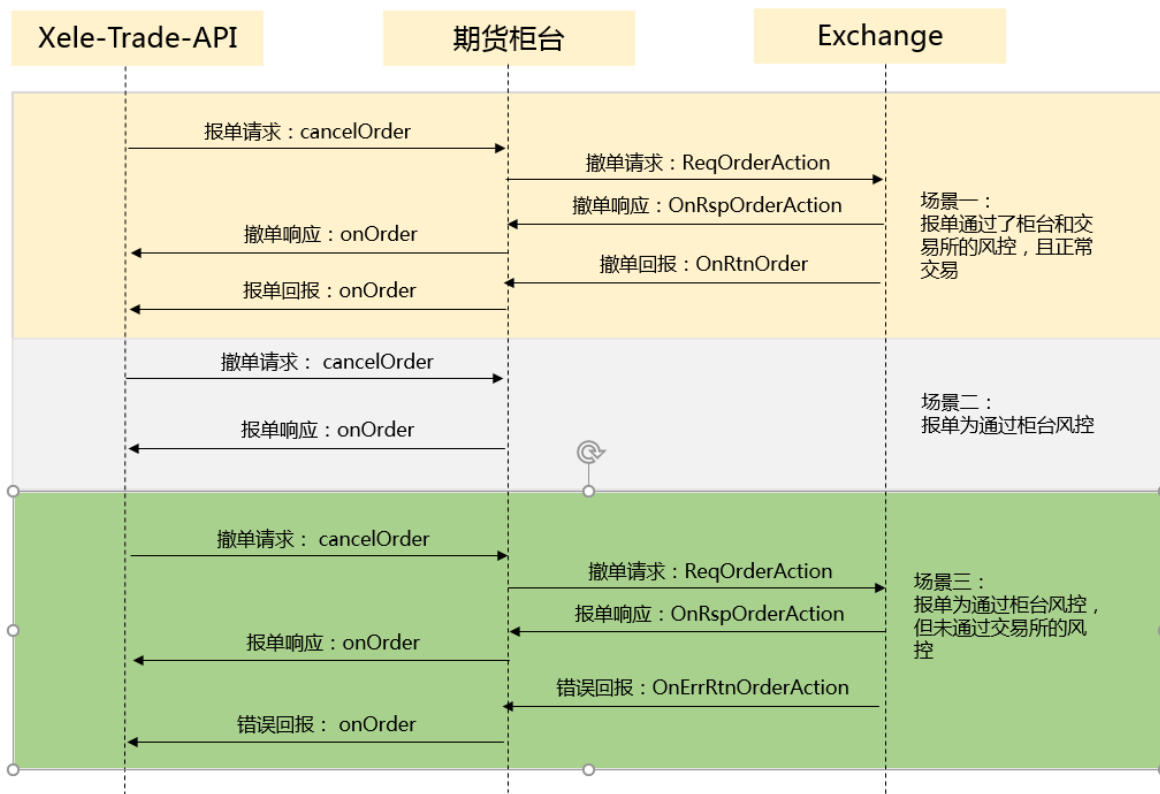 Xele-Trade-API
期货柜台
Exchange
报单请求：cancelOrder
撤单请求：ReqOrderAction
撤单响应：OnRspOrderAction
撤单响应：onOrder
撤单回报：OnRtnOrder
报单回报：onOrder
场景一：
报单通过了柜台和交
易所的风控，且正常
交易
撤单请求： cancelOrder
报单响应：onOrder
场景二：
报单为通过柜台风控
撤单请求： cancelOrder
撤单请求：ReqOrderAction
报单响应：OnRspOrderAction
报单响应：onOrder
错误回报：OnErrRtnOrderAction
错误回报： onOrder
场景三：
报单为通过柜台风控，
但未通过交易所的风
控